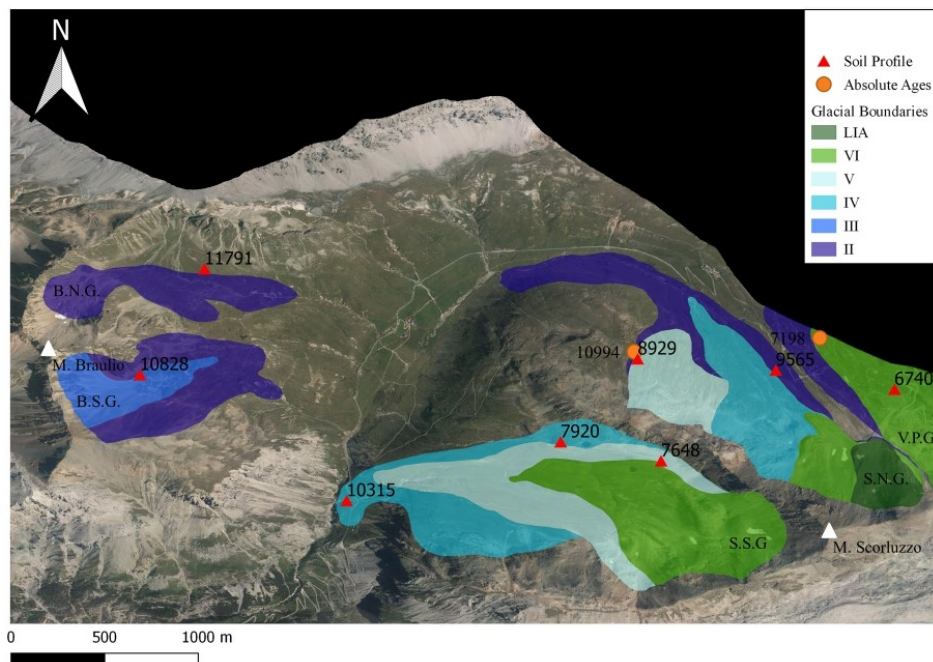 N
Soil Profile
Absolute Ages
Glacial Boundaries
LIA
VI
V
IV
III
II
11791
B.N.G.
M. Braulio
10828
B.S.G.
10994
8929
7198
9565
6740
V.P.G
S.N.G.
7920
7648
10315
S.S.G
M. Scorluzzo
0 500 1000 m